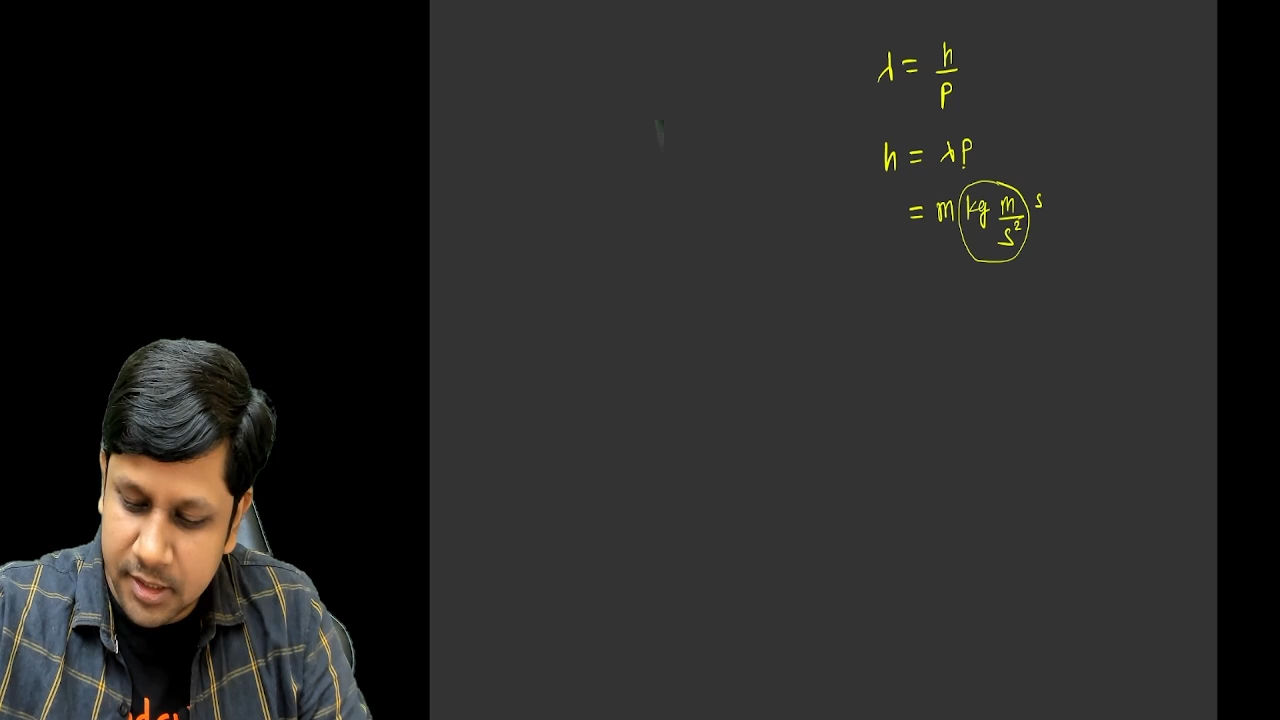 λ = h/p
h = λp
= m kg m/s² s